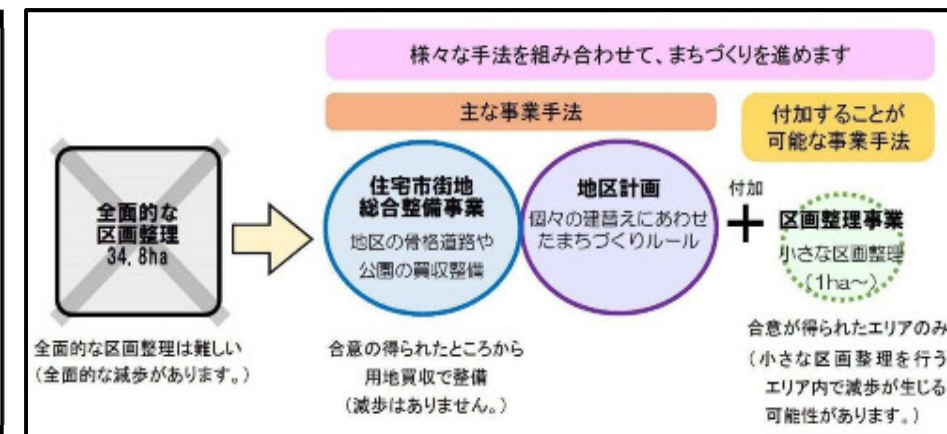 様々な手法を組み合わせて、まちづくりを進めます
主な事業手法
付加することが
可能な事業手法
全面的な
区画整理
34.8ha
住宅市街地
総合整備事業
地区の骨格道路や
公園の買収整備
地区計画
個々の建替えにあわせ
たまちづくりルール
付加
+
区画整理事業
小さな区画整理
(1ha～)
全面的な区画整理は難しい
(全面的な減歩があります。)
合意の得られたところから
用地買収で整備
(減歩はありません。)
合意が得られたエリアのみ
(小さな区画整理を行う
エリア内で減歩が生じる
可能性があります。)